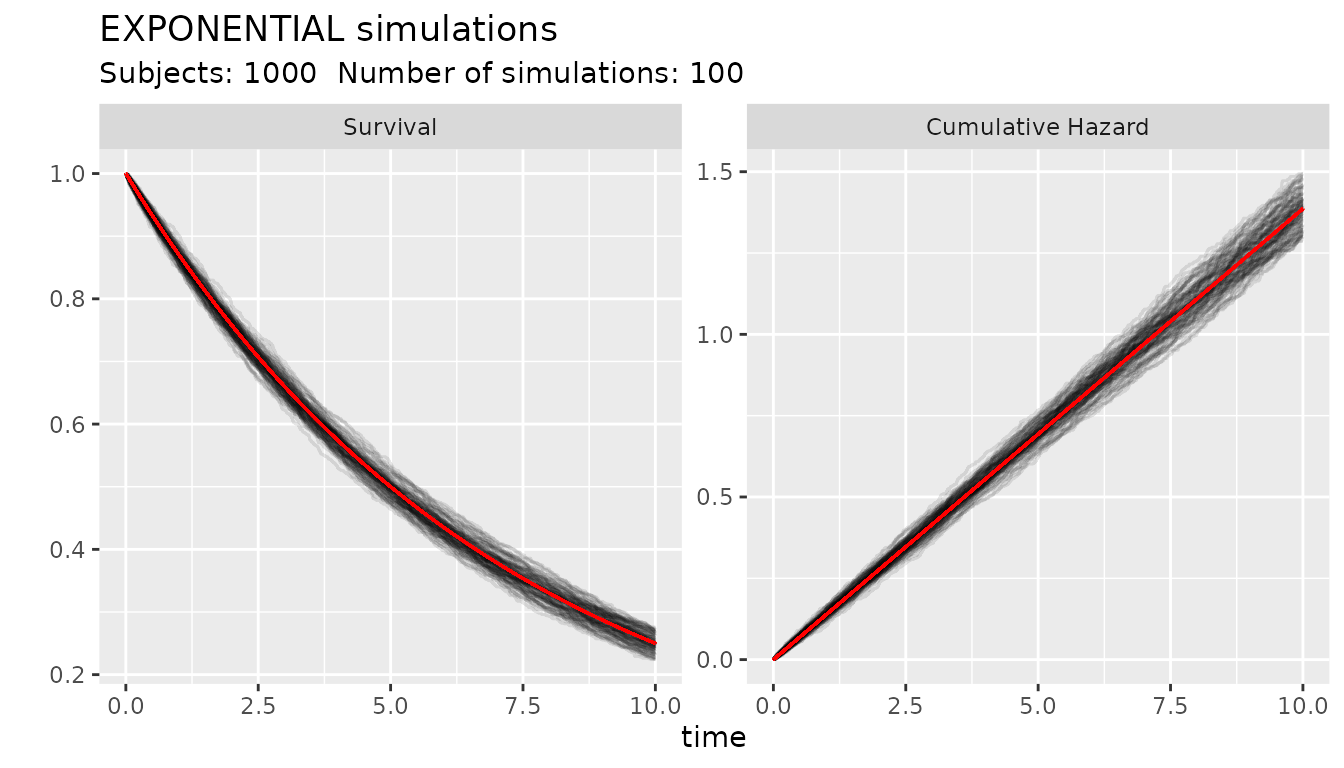 EXPONENTIAL simulations
Subjects: 1000  Number of simulations: 100
Survival
Cumulative Hazard
1.0
0.8
0.6
0.4
0.2
0.0 2.5 5.0 7.5 10.0
1.5
1.0
0.5
0.0
0.0 2.5 5.0 7.5 10.0
time